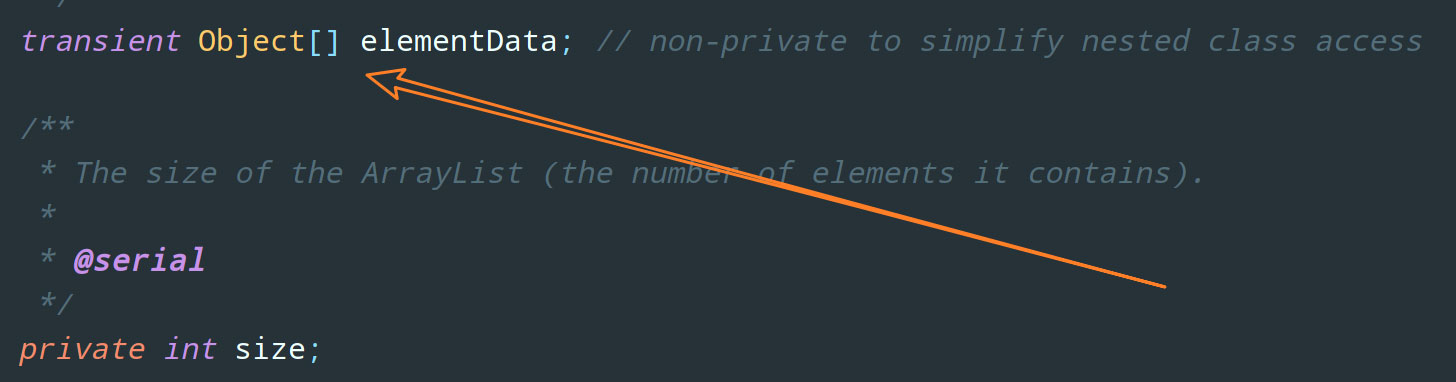 */
transient Object[] elementData; // non-private to simplify nested class access
/**
* The size of the ArrayList (the number of elements it contains).
*
* @serial
*/
private int size;